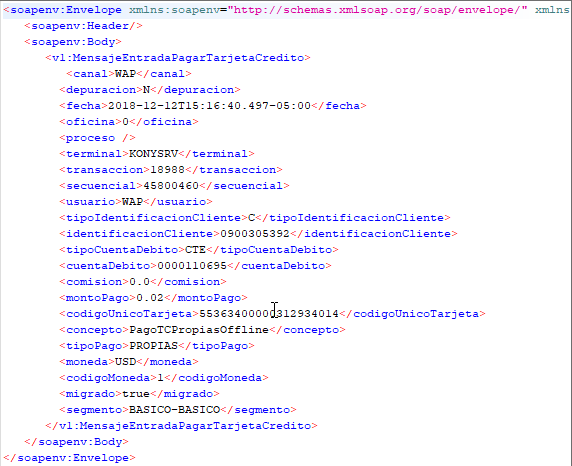 <soapenv:Envelope xmlns:soapenv="http://schemas.xmlsoap.org/soap/envelope/" xmlns
<soapenv:Header/>
<soapenv:Body>
<v1:MensajeEntradaPagarTarjetaCredito>
<canal>WAP</canal>
<depuracion>N</depuracion>
<fecha>2018-12-12T15:16:40.497-05:00</fecha>
<oficina>0</oficina>
<proceso />
<terminal>KONYSRV</terminal>
<transaccion>18988</transaccion>
<secuencial>45800460</secuencial>
<usuario>WAP</usuario>
<tipoIdentificacionCliente>C</tipoIdentificacionCliente>
<identificacionCliente>0900305392</identificacionCliente>
<tipoCuentaDebito>CTE</tipoCuentaDebito>
<cuentaDebito>0000110695</cuentaDebito>
<comision>0.0</comision>
<montoPago>0.02</montoPago>
<codigoUnicoTarjeta>55363400000312934014</codigoUnicoTarjeta>
<concepto>PagoTCPropiasOffline</concepto>
<tipoPago>PROPIAS</tipoPago>
<moneda>USD</moneda>
<codigoMoneda>1</codigoMoneda>
<migrado>true</migrado>
<segmento>BASICO-BASICO</segmento>
</v1:MensajeEntradaPagarTarjetaCredito>
</soapenv:Body>
</soapenv:Envelope>